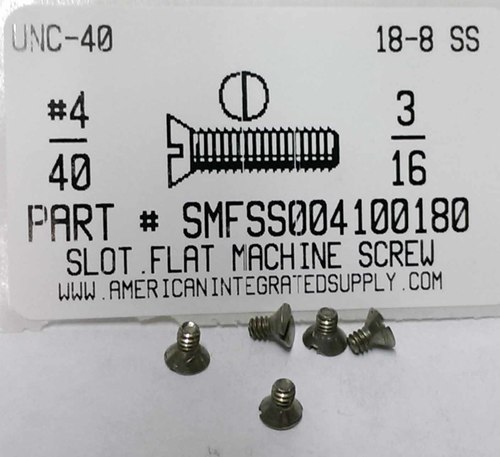 UNC-40 18-8 SS
#4 3
40 16
PART # SMFSS004100180
SLOT.FLAT MACHINE SCREW
WWW.AMERICANINTEGRATEDSUPPLY.COM